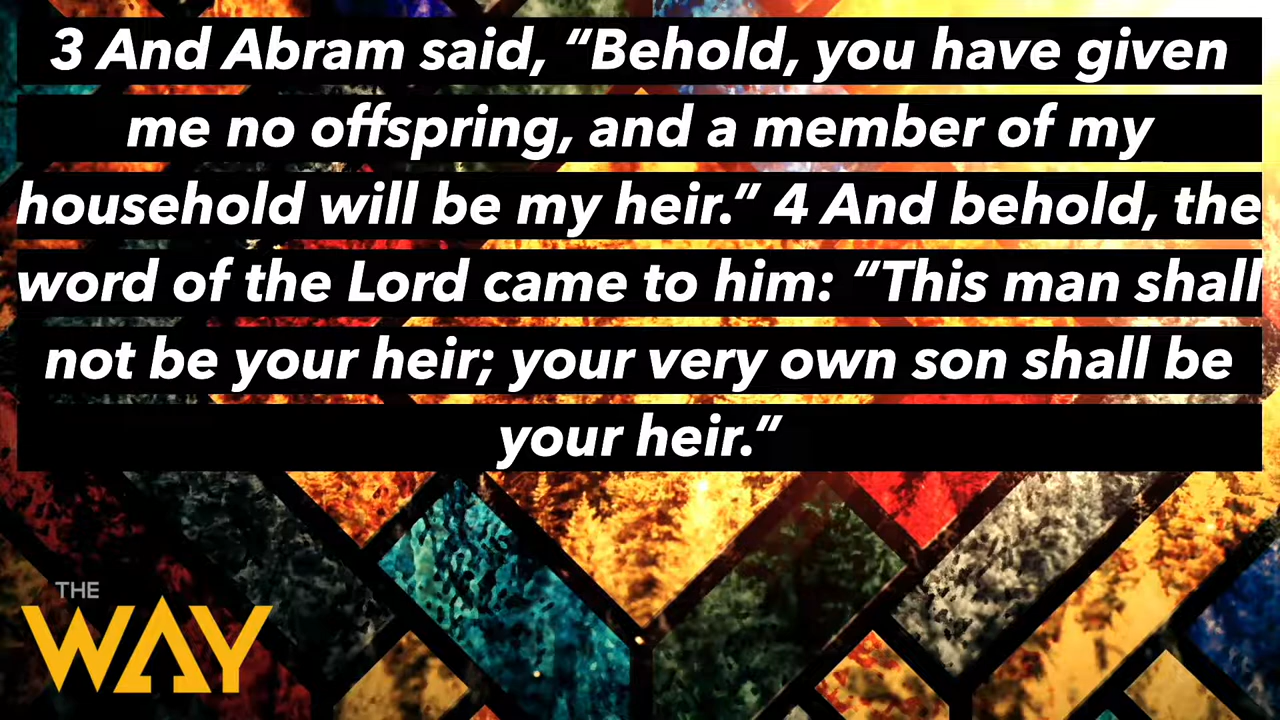 3 And Abram said, “Behold, you have given
me no offspring, and a member of my
household will be my heir.” 4 And behold, the
word of the Lord came to him: “This man shall
not be your heir; your very own son shall be
your heir.”
THE
WAY